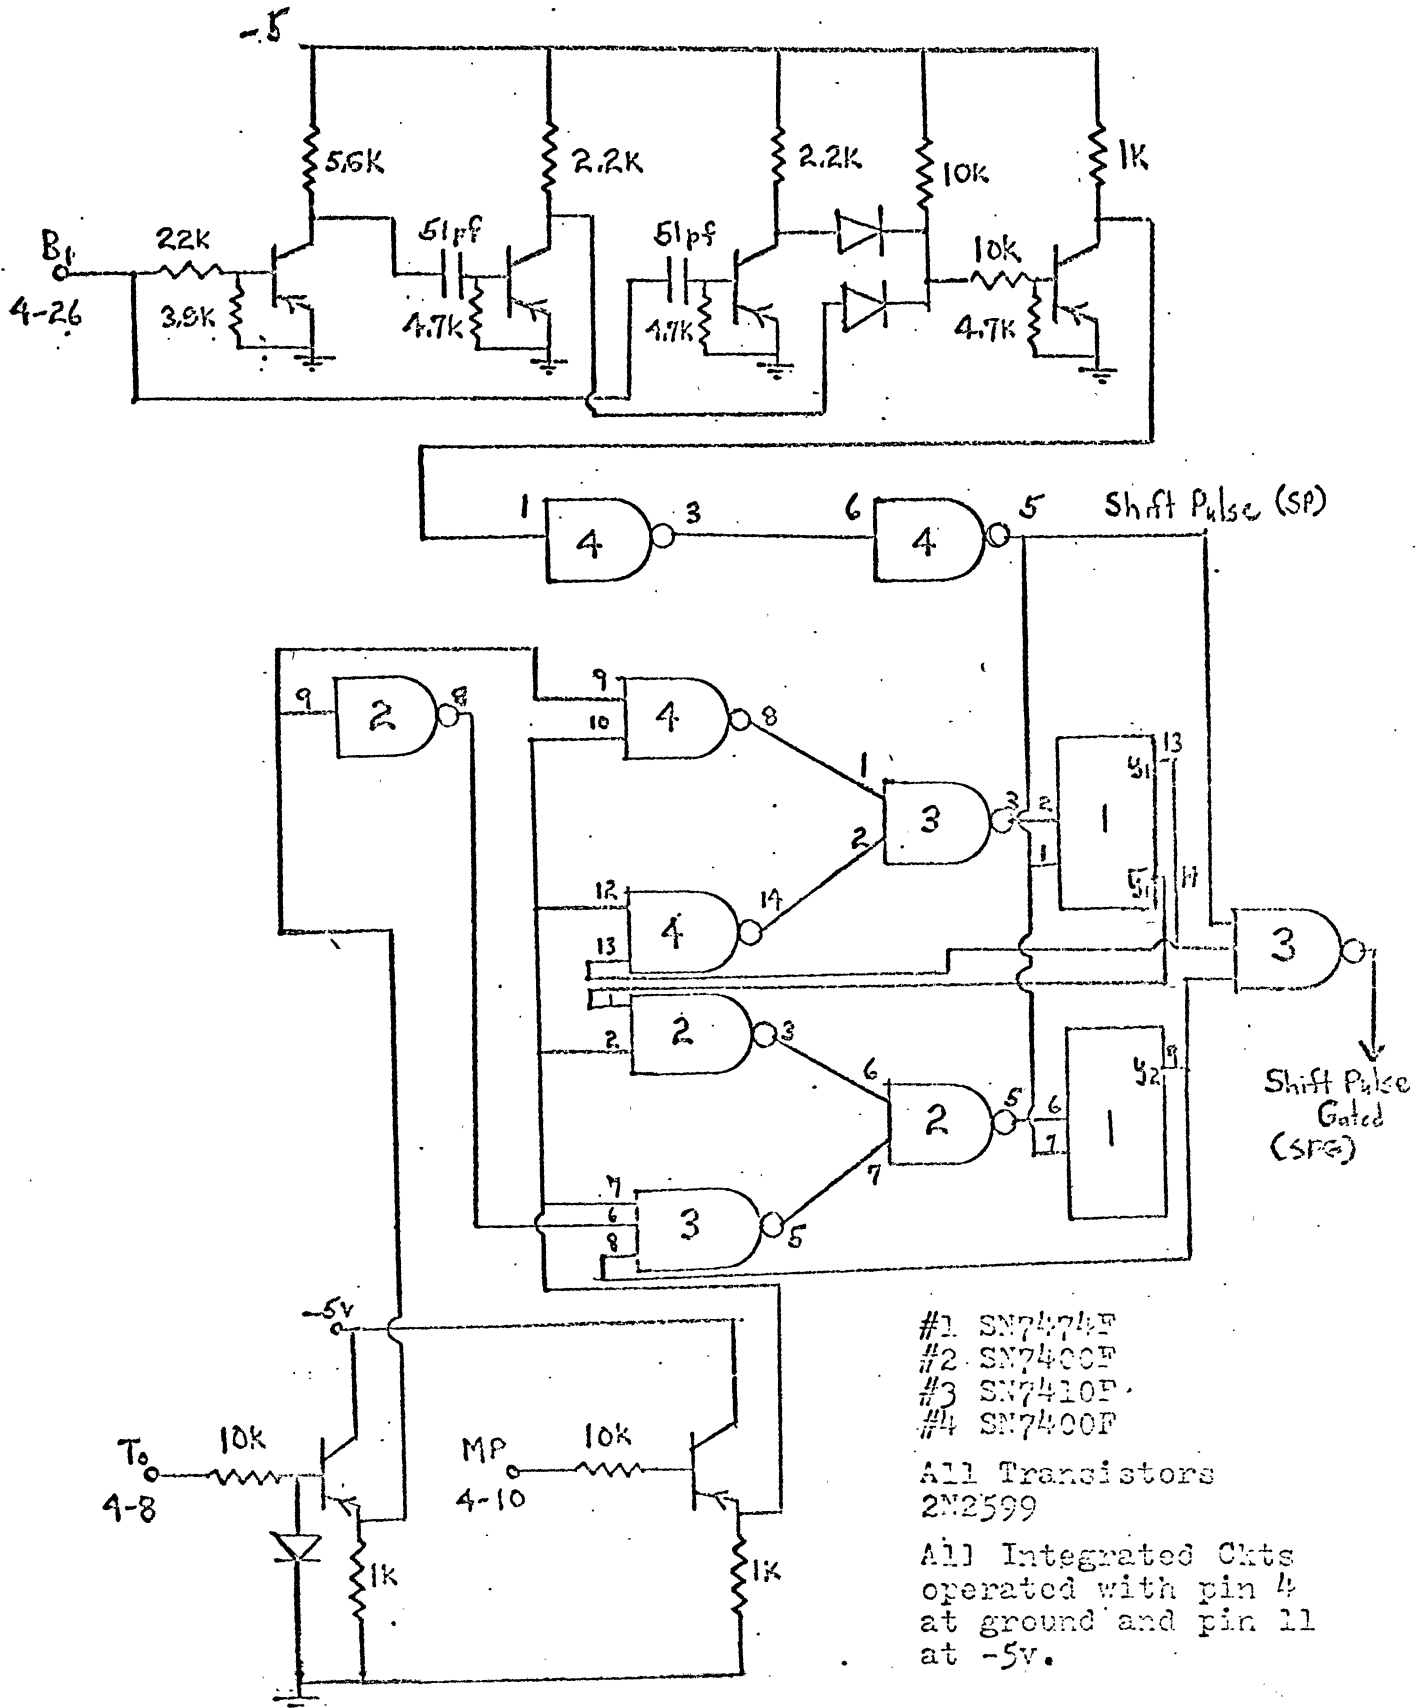 -.5
5.6K
2.2K
2.2K
10K
1K
B1
22K
51pf
51pf
10K
4-26
3.9K
4.7K
4.7K
4.7K
1
4
3
6
4
5
Shift Pulse (SP)
9
2
8
9
10
4
8
1
2
3
3
2
1
1
y1
13
y1
12
13
4
14
3
1
2
2
3
6
7
2
5
6
7
1
y2
9
Shift Pulse
Gated
(SPG)
7
6
8
3
5
-5v
#1 SN7474F
#2 SN7400F
#3 SN7410F
#4 SN7400F
To
10K
MP
10K
4-8
4-10
1K
1K
All Transistors
2N2599
All Integrated Ckts
operated with pin 4
at ground and pin 11
at -5v.